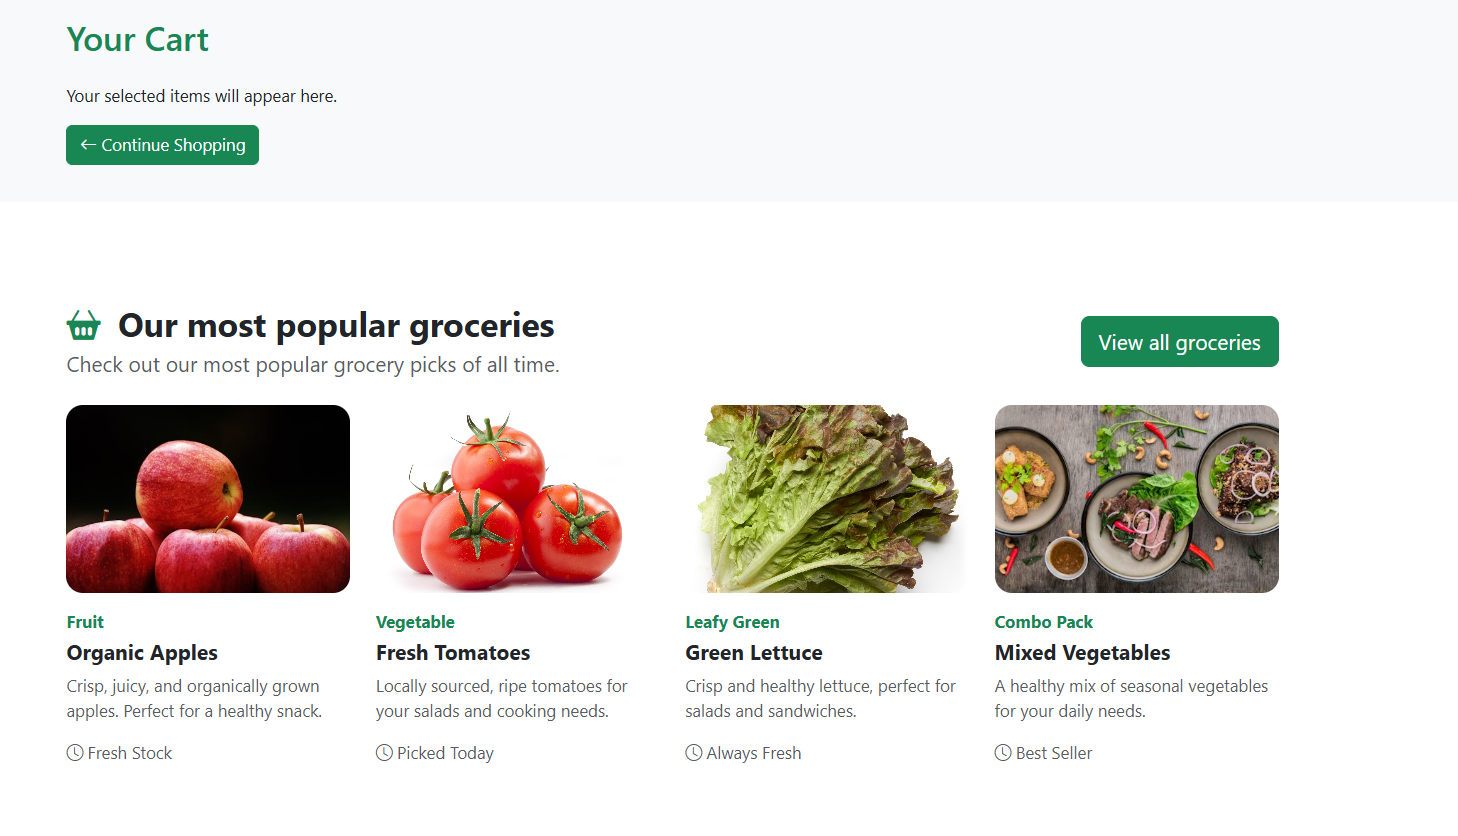 Your Cart
Your selected items will appear here.
← Continue Shopping
Our most popular groceries
Check out our most popular grocery picks of all time.
View all groceries
Fruit
Organic Apples
Crisp, juicy, and organically grown
apples. Perfect for a healthy snack.
Fresh Stock
Vegetable
Fresh Tomatoes
Locally sourced, ripe tomatoes for
your salads and cooking needs.
Picked Today
Leafy Green
Green Lettuce
Crisp and healthy lettuce, perfect for
salads and sandwiches.
Always Fresh
Combo Pack
Mixed Vegetables
A healthy mix of seasonal vegetables
for your daily needs.
Best Seller